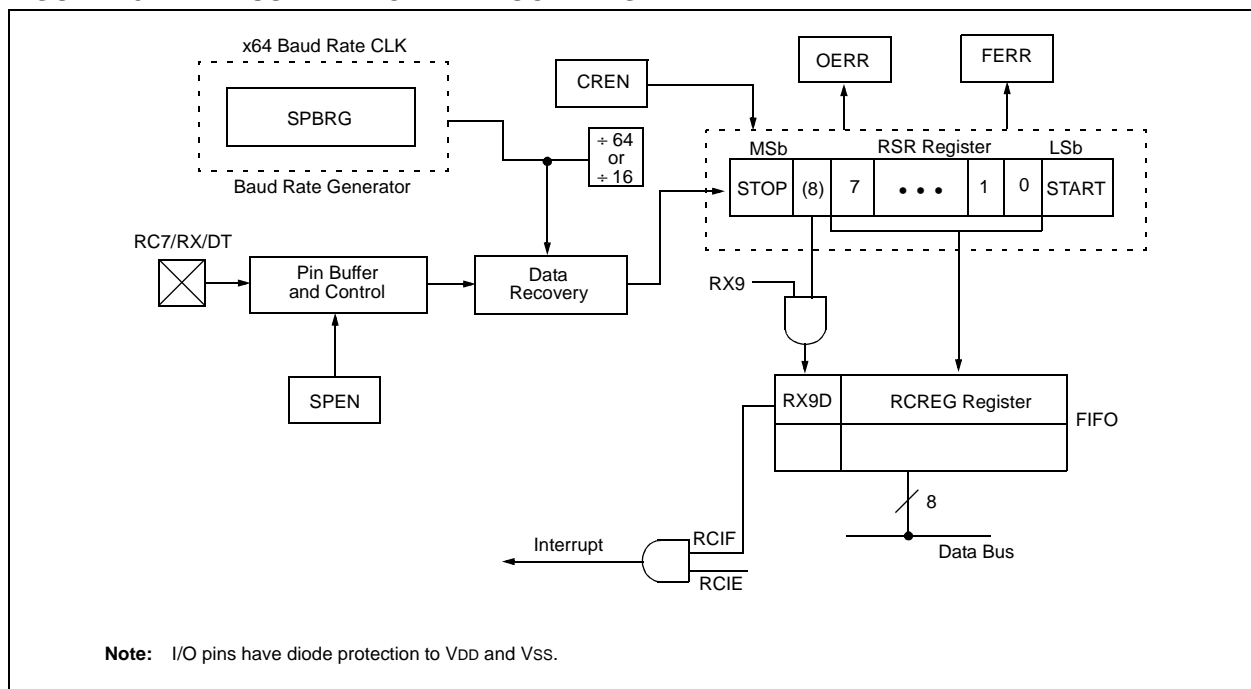 x64 Baud Rate CLK
SPBRG
Baud Rate Generator
CREN
OERR
FERR
÷ 64
or
÷ 16
MSb
RSR Register
LSb
STOP (8) 7 • • • 1 0 START
RC7/RX/DT
Pin Buffer
and Control
Data
Recovery
SPEN
RX9
RX9D
RCREG Register
FIFO
8
Data Bus
Interrupt
RCIF
RCIE
Note: I/O pins have diode protection to VDD and VSS.